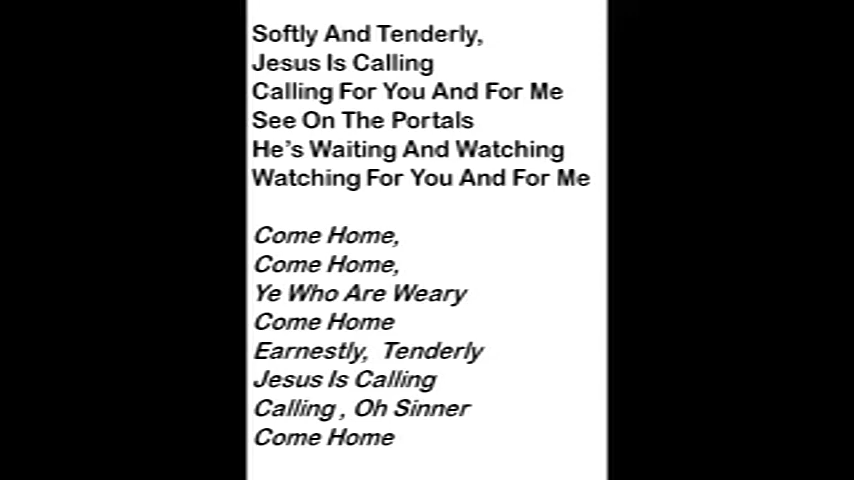 Softly And Tenderly,
Jesus Is Calling
Calling For You And For Me
See On The Portals
He's Waiting And Watching
Watching For You And For Me
Come Home,
Come Home,
Ye Who Are Weary
Come Home
Earnestly,  Tenderly
Jesus Is Calling
Calling , Oh Sinner
Come Home